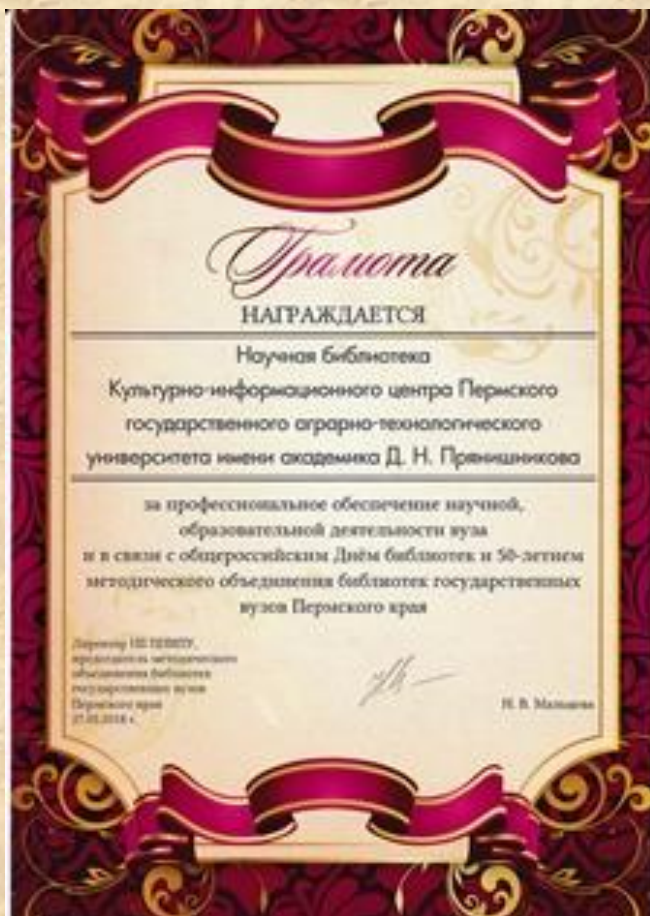 Грамота
НАГРАЖДАЕТСЯ
Научная библиотека
Культурно-информационного центра Пермского
государственного аграрно-технологического
университета имени академика Д. Н. Прянишникова
за профессиональное обеспечение научной,
образовательной деятельности вуза
и в связи с общероссийским Днём библиотек и 50-летием
методического объединения библиотек государственных
вузов Пермского края
Директор
председатель методического
объединения библиотек
государственных вузов
Пермского края
Н. В. Мальцева